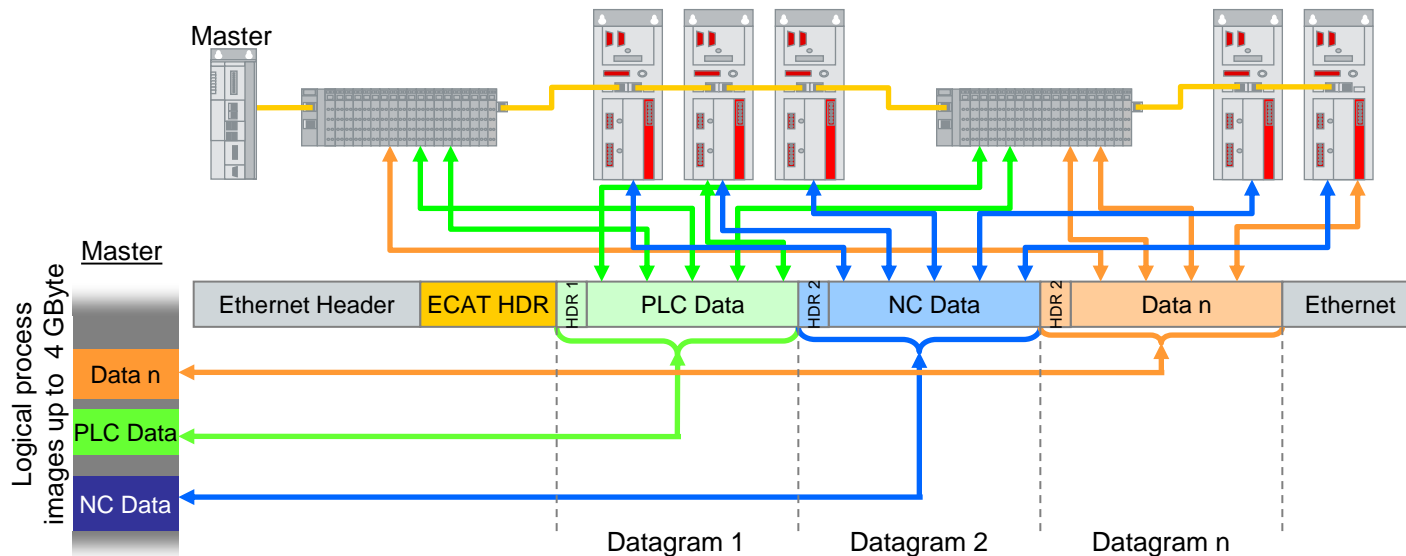 Master
Master
Logical process
images up to 4 GByte
Ethernet Header
ECAT HDR
HDR 1
PLC Data
HDR 2
NC Data
HDR 2
Data n
Ethernet
Data n
PLC Data
NC Data
Datagram 1
Datagram 2
Datagram n